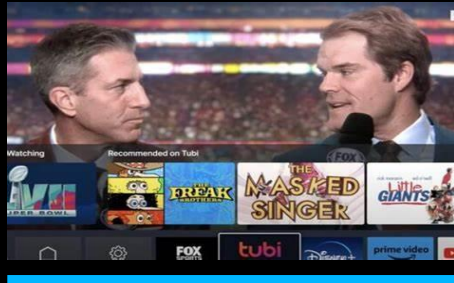 Watching Recommended on Tubi
FOX
LVII
SUPER BOWL
THE
FREAK
BROTHERS
THE
MASKED
SINGER
Little
GIANTS
FOX
SPORTS
tubi
Disney+
prime video